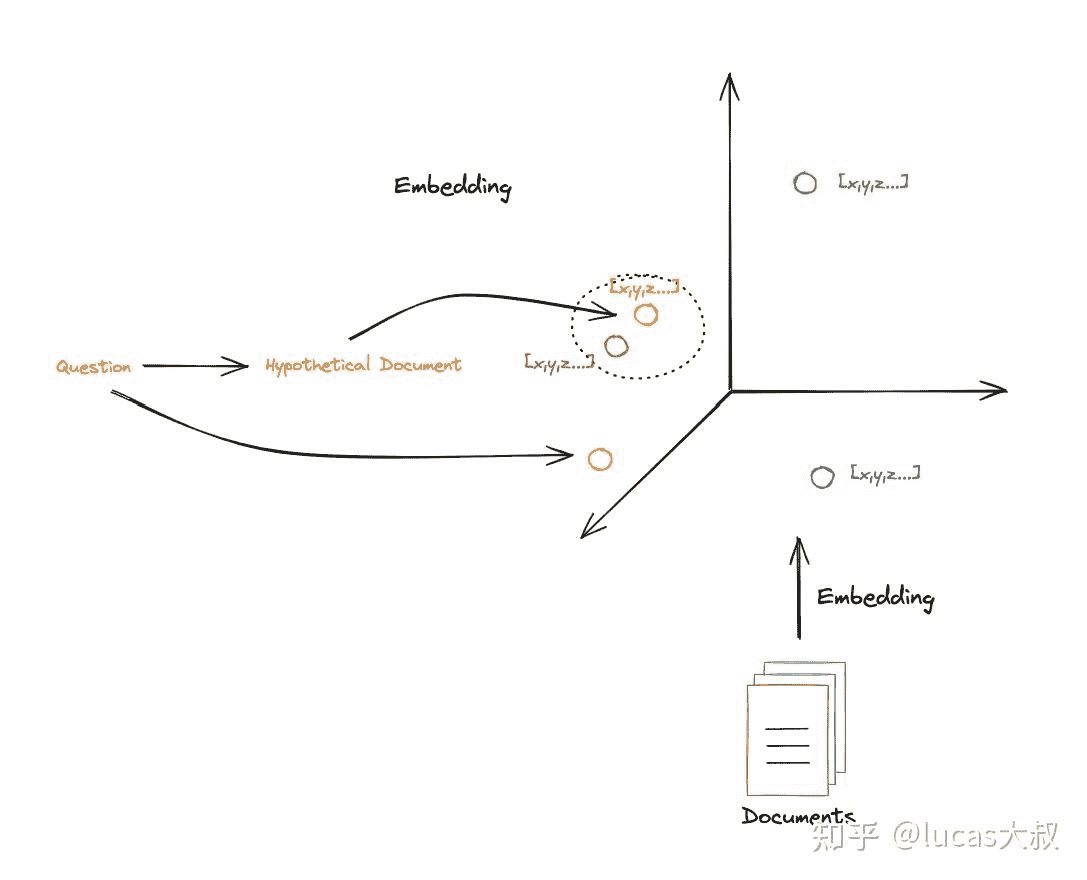 Embedding
[x,y,z...]
[x,y,z...]
[x,y,z...]
Question
Hypothetical Document
[x,y,z...]
Embedding
Documents
知乎 @lucas大叔